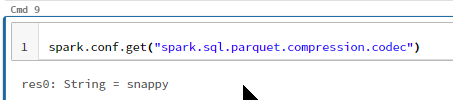 Cmd 9
1 spark.conf.get("spark.sql.parquet.compression.codec")
res0: String = snappy